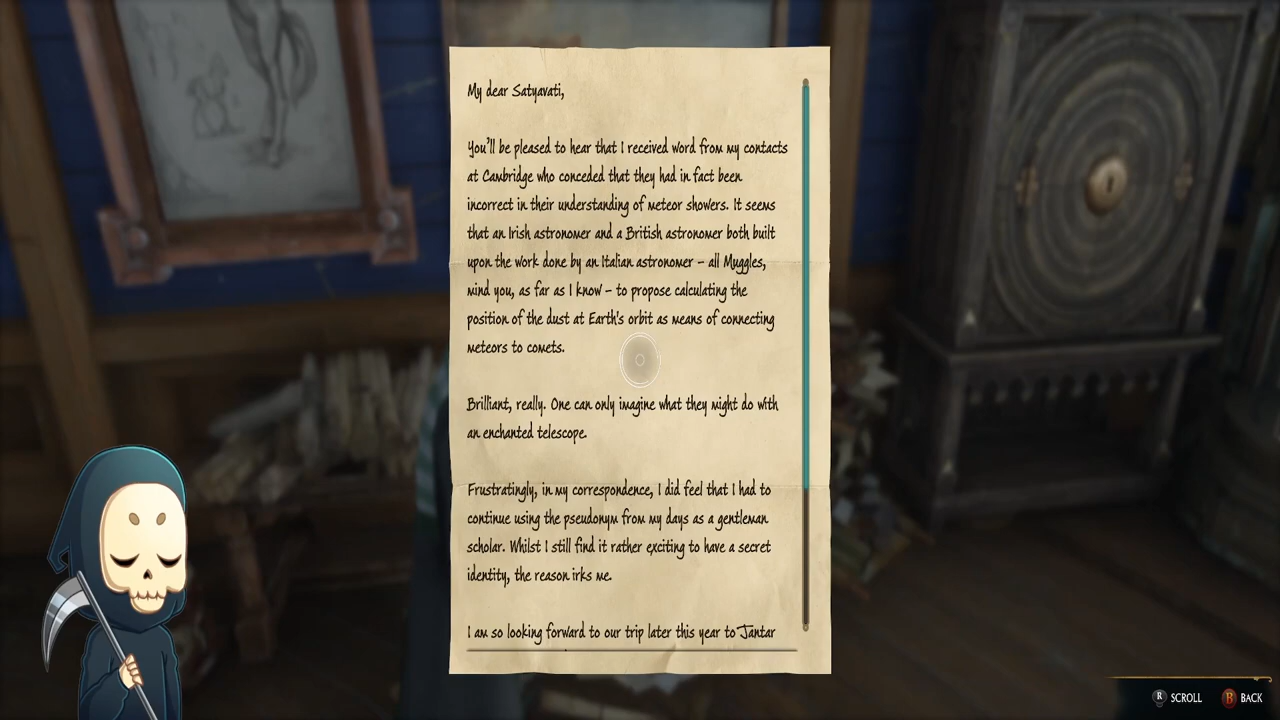 My dear Satyavati,
You'll be pleased to hear that I received word from my contacts
at Cambridge who conceded that they had in fact been
incorrect in their understanding of meteor showers. It seems
that an Irish astronomer and a British astronomer both built
upon the work done by an Italian astronomer – all Muggles,
mind you, as far as I know – to propose calculating the
position of the dust at Earth's orbit as means of connecting
meteors to comets.
Brilliant, really. One can only imagine what they might do with
an enchanted telescope.
Frustratingly, in my correspondence, I did feel that I had to
continue using the pseudonym from my days as a gentleman
scholar. Whilst I still find it rather exciting to have a secret
identity, the reason irks me.
I am so looking forward to our trip later this year to Jantar
R SCROLL B BACK